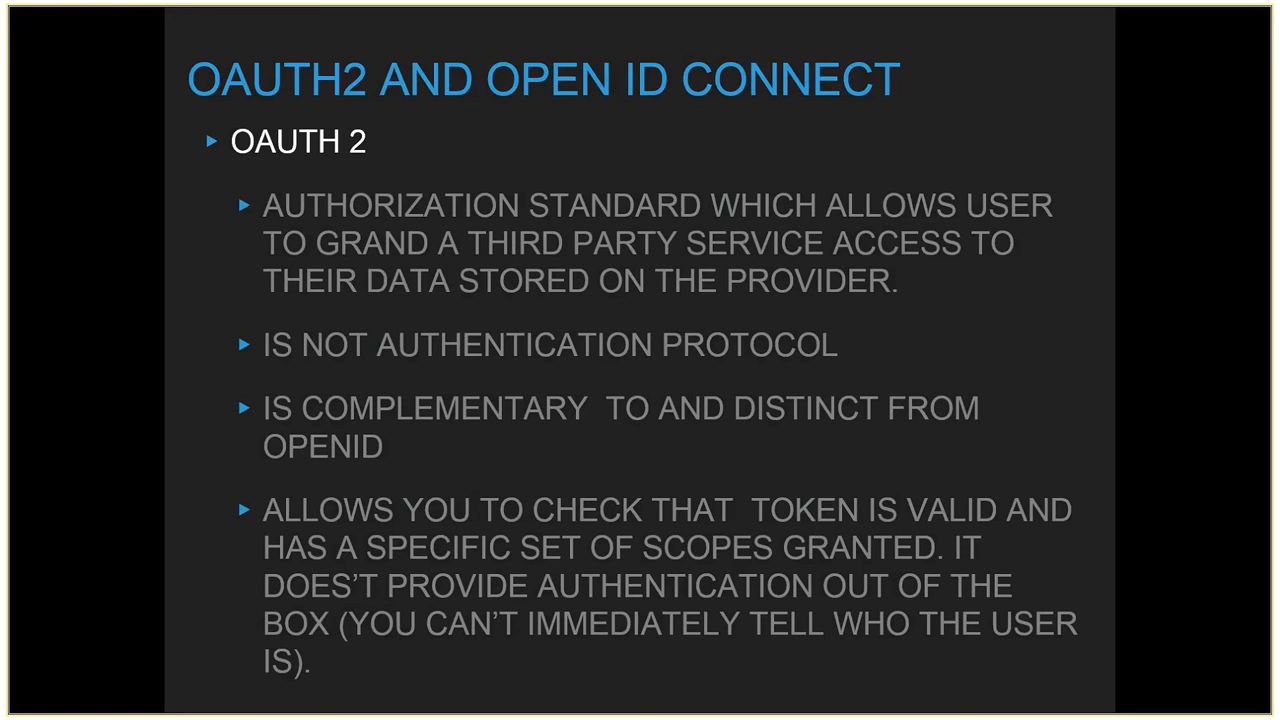 OAUTH2 AND OPEN ID CONNECT
OAUTH 2
AUTHORIZATION STANDARD WHICH ALLOWS USER
TO GRAND A THIRD PARTY SERVICE ACCESS TO
THEIR DATA STORED ON THE PROVIDER.
IS NOT AUTHENTICATION PROTOCOL
IS COMPLEMENTARY  TO AND DISTINCT FROM
OPENID
ALLOWS YOU TO CHECK THAT  TOKEN IS VALID AND
HAS A SPECIFIC SET OF SCOPES GRANTED. IT
DOES’T PROVIDE AUTHENTICATION OUT OF THE
BOX (YOU CAN’T IMMEDIATELY TELL WHO THE USER
IS).